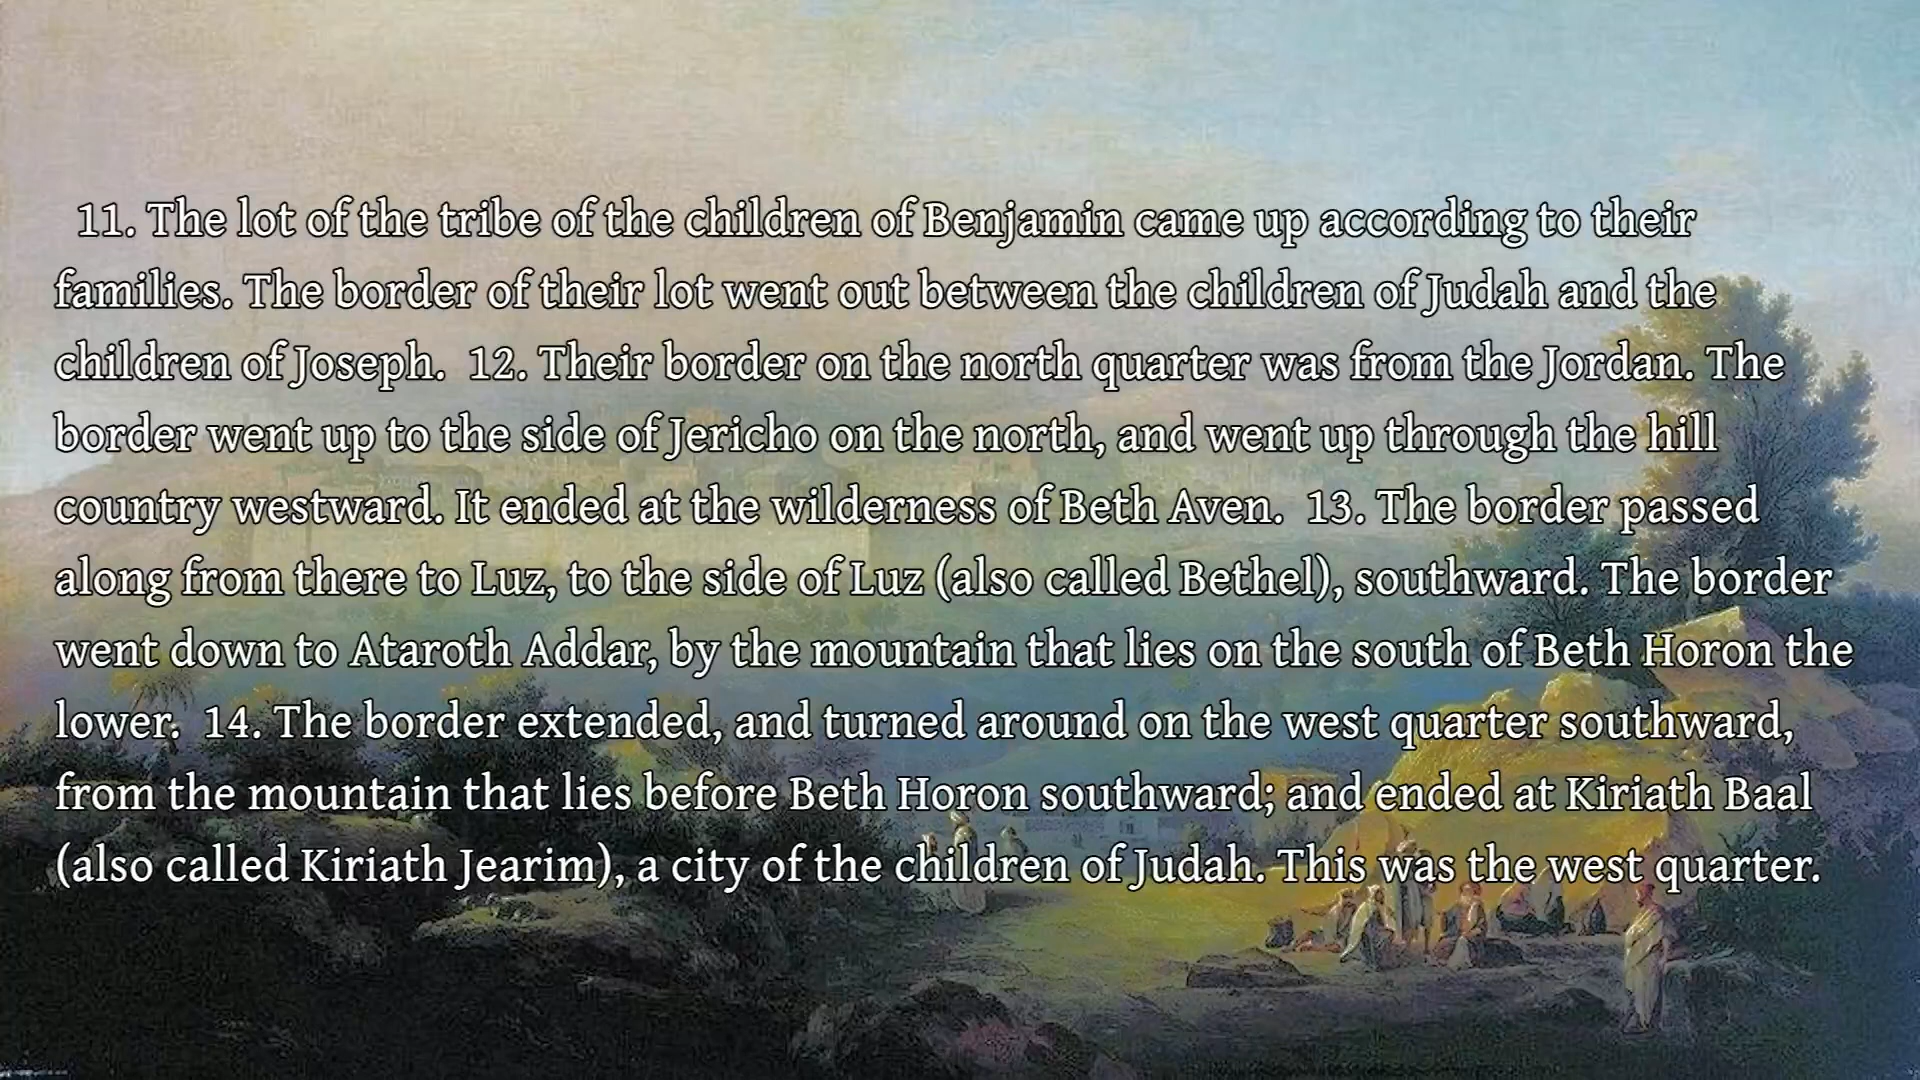 11. The lot of the tribe of the children of Benjamin came up according to their
families. The border of their lot went out between the children of Judah and the
children of Joseph. 12. Their border on the north quarter was from the Jordan. The
border went up to the side of Jericho on the north, and went up through the hill
country westward. It ended at the wilderness of Beth Aven. 13. The border passed
along from there to Luz, to the side of Luz (also called Bethel), southward. The border
went down to Ataroth Addar, by the mountain that lies on the south of Beth Horon the
lower. 14. The border extended, and turned around on the west quarter southward,
from the mountain that lies before Beth Horon southward; and ended at Kiriath Baal
(also called Kiriath Jearim), a city of the children of Judah. This was the west quarter.